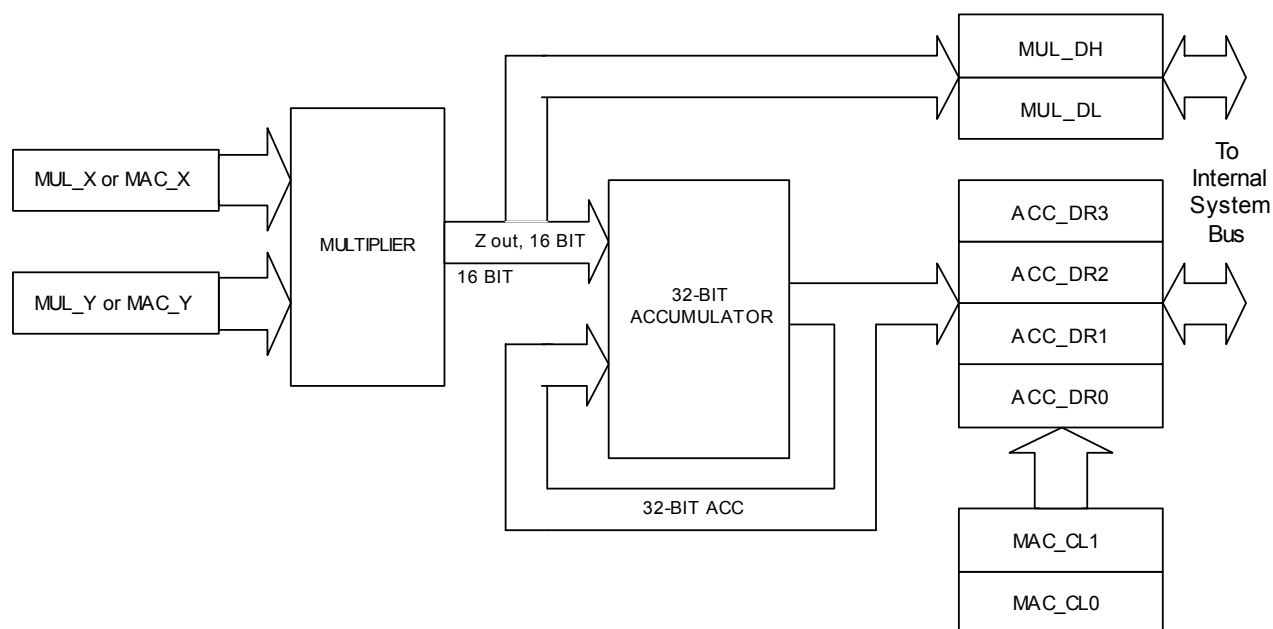 MUL_DH
MUL_DL
MUL_X or MAC_X
To
Internal
System
Bus
ACC_DR3
MULTIPLIER
Z out, 16 BIT
16 BIT
MUL_Y or MAC_Y
32-BIT
ACCUMULATOR
ACC_DR2
ACC_DR1
ACC_DR0
32-BIT ACC
MAC_CL1
MAC_CL0